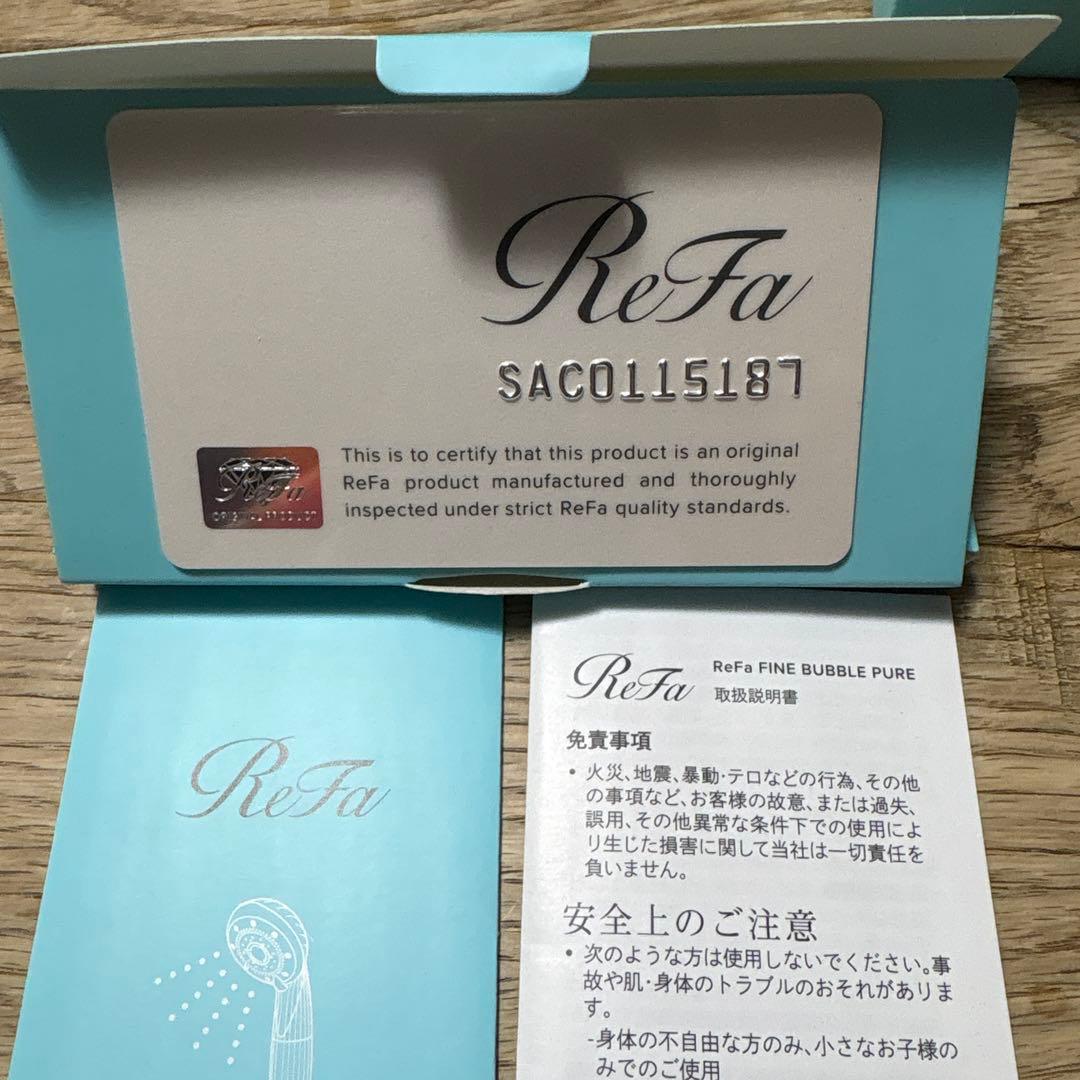 ReFa
SAC0115187
This is to certify that this product is an original
ReFa product manufactured and thoroughly
inspected under strict ReFa quality standards.
ReFa
ORIGINAL PRODUCT
ReFa
ReFa
ReFa FINE BUBBLE PURE
取扱説明書
免責事項
• 火災、地震、暴動・テロなどの行為、その他
の事項など、お客様の故意、または過失、
誤用、その他異常な条件下での使用によ
り生じた損害に関して当社は一切責任を
負いません。
安全上のご注意
• 次のような方は使用しないでください。事
故や肌・身体のトラブルのおそれがありま
す。
-身体の不自由な方のみ、小さなお子様の
みでのご使用